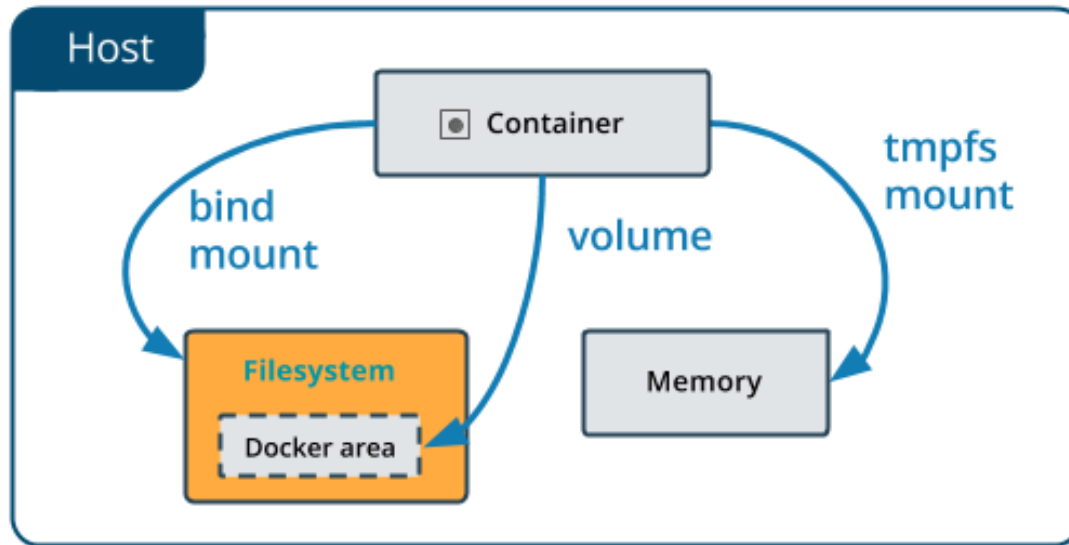 Host
Container
tmpfs
mount
bind
mount
volume
Filesystem
Memory
Docker area